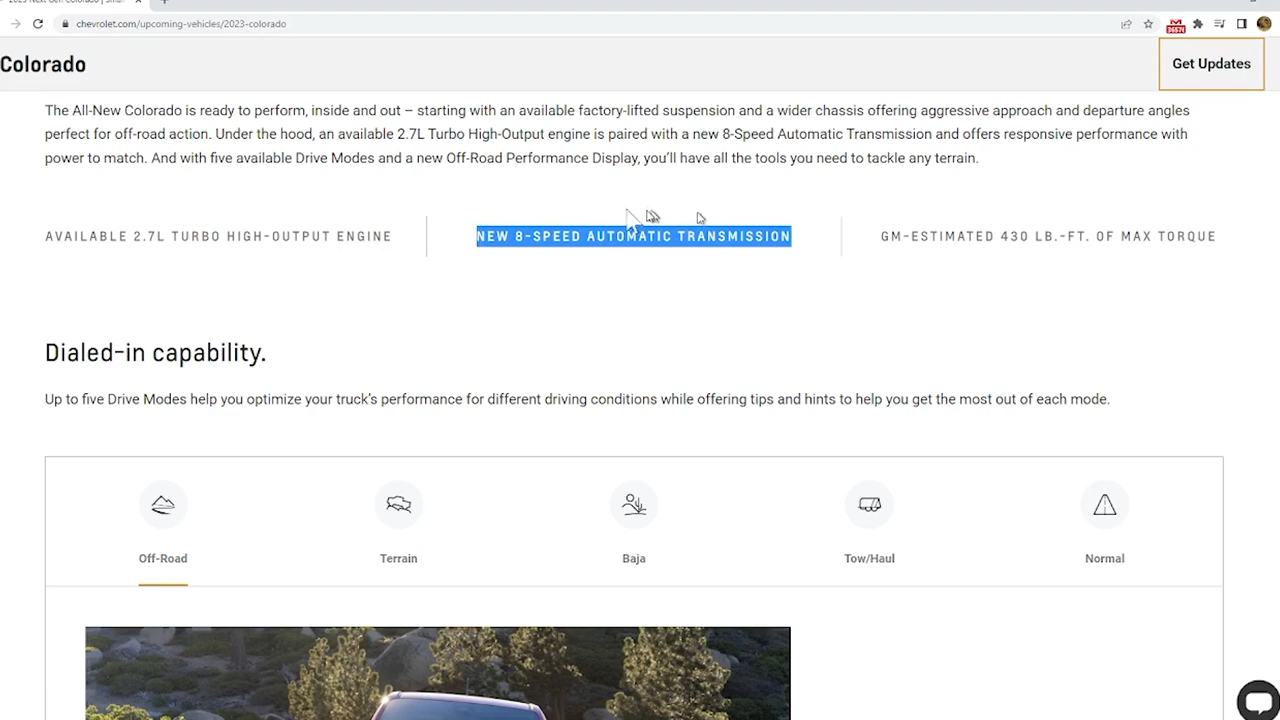 chevrolet.com/upcoming-vehicles/2023-colorado
Colorado
Get Updates
The All-New Colorado is ready to perform, inside and out – starting with an available factory-lifted suspension and a wider chassis offering aggressive approach and departure angles
perfect for off-road action. Under the hood, an available 2.7L Turbo High-Output engine is paired with a new 8-Speed Automatic Transmission and offers responsive performance with
power to match. And with five available Drive Modes and a new Off-Road Performance Display, you’ll have all the tools you need to tackle any terrain.
AVAILABLE 2.7L TURBO HIGH-OUTPUT ENGINE
NEW 8-SPEED AUTOMATIC TRANSMISSION
GM-ESTIMATED 430 LB.-FT. OF MAX TORQUE
Dialed-in capability.
Up to five Drive Modes help you optimize your truck’s performance for different driving conditions while offering tips and hints to help you get the most out of each mode.
Off-Road
Terrain
Baja
Tow/Haul
Normal